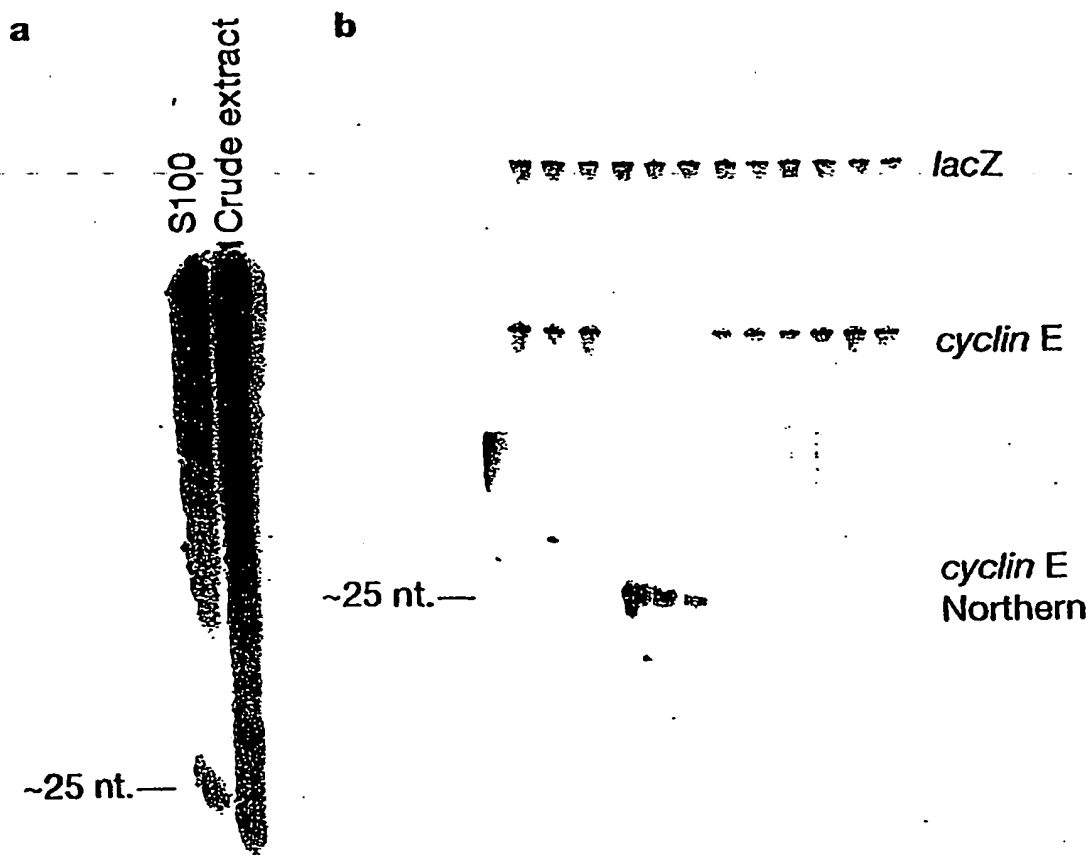 a
S100
Crude extract
~25 nt.
b
lacZ
cyclin E
~25 nt.
cyclin E
Northern